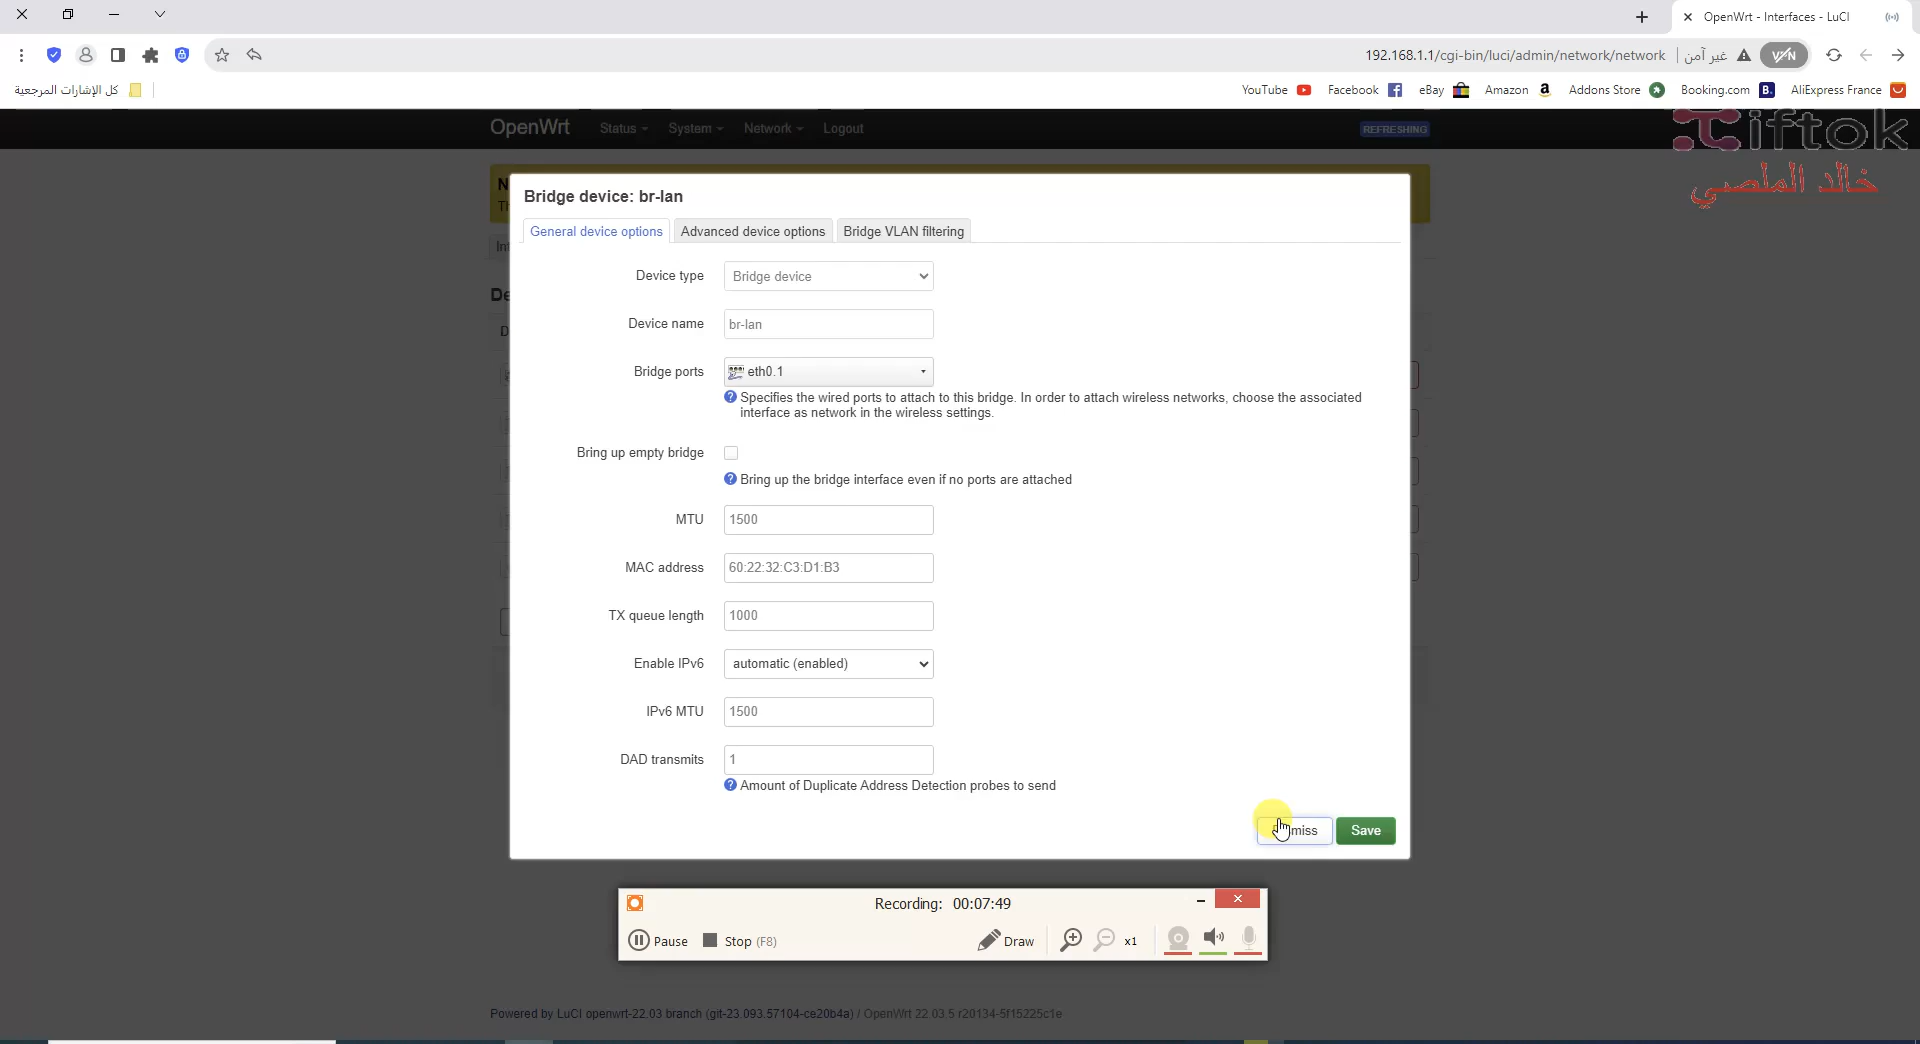 OpenWrt - Interfaces - LuCI
192.168.1.1/cgi-bin/luci/admin/network/network
غير آمن
VPN
كل الإشارات المرجعية
YouTube
Facebook
eBay
Amazon
Addons Store
Booking.com
AliExpress France
OpenWrt
Status
System
Network
Logout
REFRESHING
iftok
خالد الملصي
Bridge device: br-lan
General device options
Advanced device options
Bridge VLAN filtering
Device type
Bridge device
Device name
br-lan
Bridge ports
eth0.1
Specifies the wired ports to attach to this bridge. In order to attach wireless networks, choose the associated
interface as network in the wireless settings.
Bring up empty bridge
Bring up the bridge interface even if no ports are attached
MTU
1500
MAC address
60:22:32:C3:D1:B3
TX queue length
1000
Enable IPv6
automatic (enabled)
IPv6 MTU
1500
DAD transmits
1
Amount of Duplicate Address Detection probes to send
Save
Recording: 00:07:49
Pause
Stop (F8)
Draw
x1
Powered by LuCI openwrt-22.03 branch (git-23.093.57104-ce20b4a) / OpenWrt 22.03.5 r20134-5f15225c1e